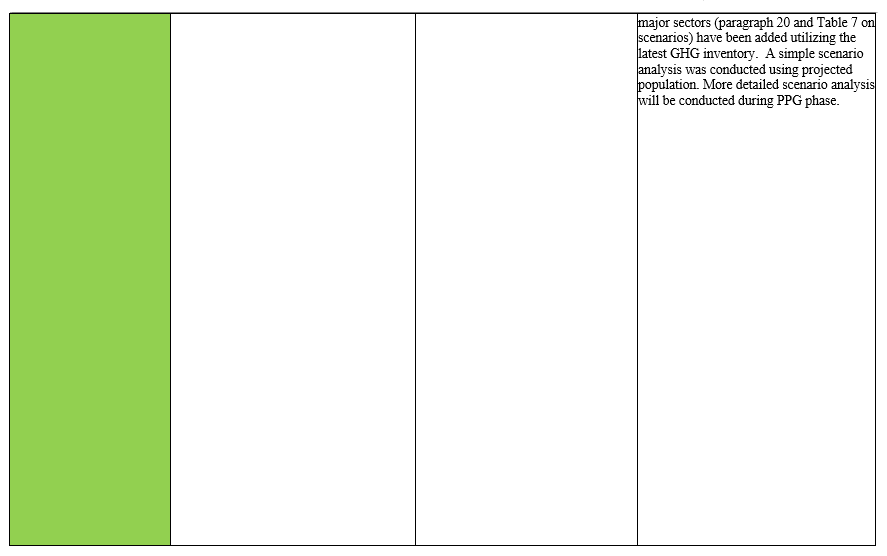 major sectors (paragraph 20 and Table 7 on
scenarios) have been added utilizing the
latest GHG inventory.  A simple scenario
analysis was conducted using projected
population. More detailed scenario analysis
will be conducted during PPG phase.